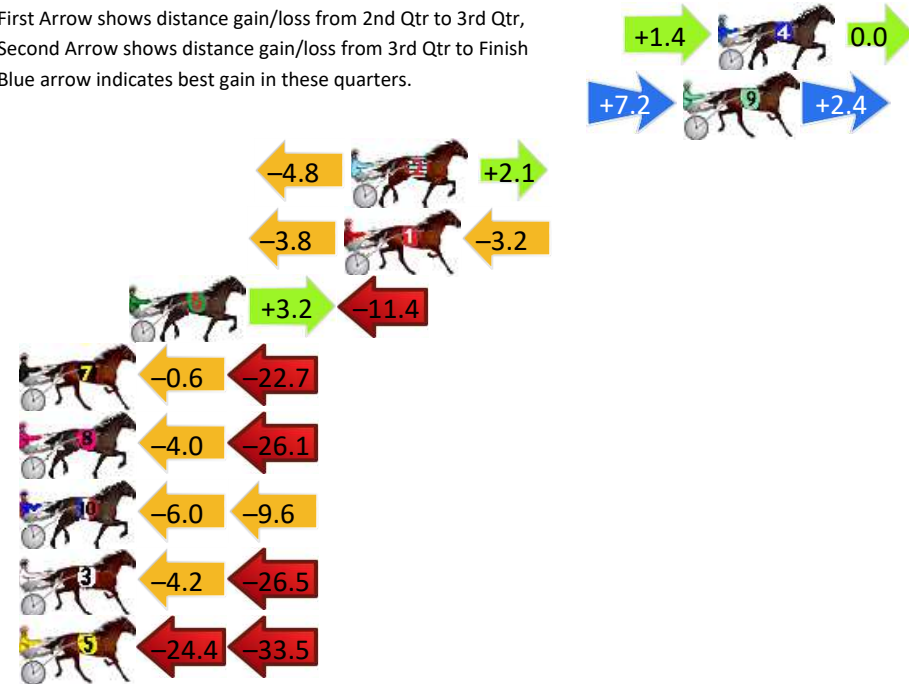 First Arrow shows distance gain/loss from 2nd Qtr to 3rd Qtr,
Second Arrow shows distance gain/loss from 3rd Qtr to Finish
Blue arrow indicates best gain in these quarters.
+1.4 4 0.0
+7.2 9 +2.4
–4.8 +2.1
–3.8 1 –3.2
+3.2 –11.4
7 –0.6 –22.7
8 –4.0 –26.1
10 –6.0 –9.6
3 –4.2 –26.5
5 –24.4 –33.5